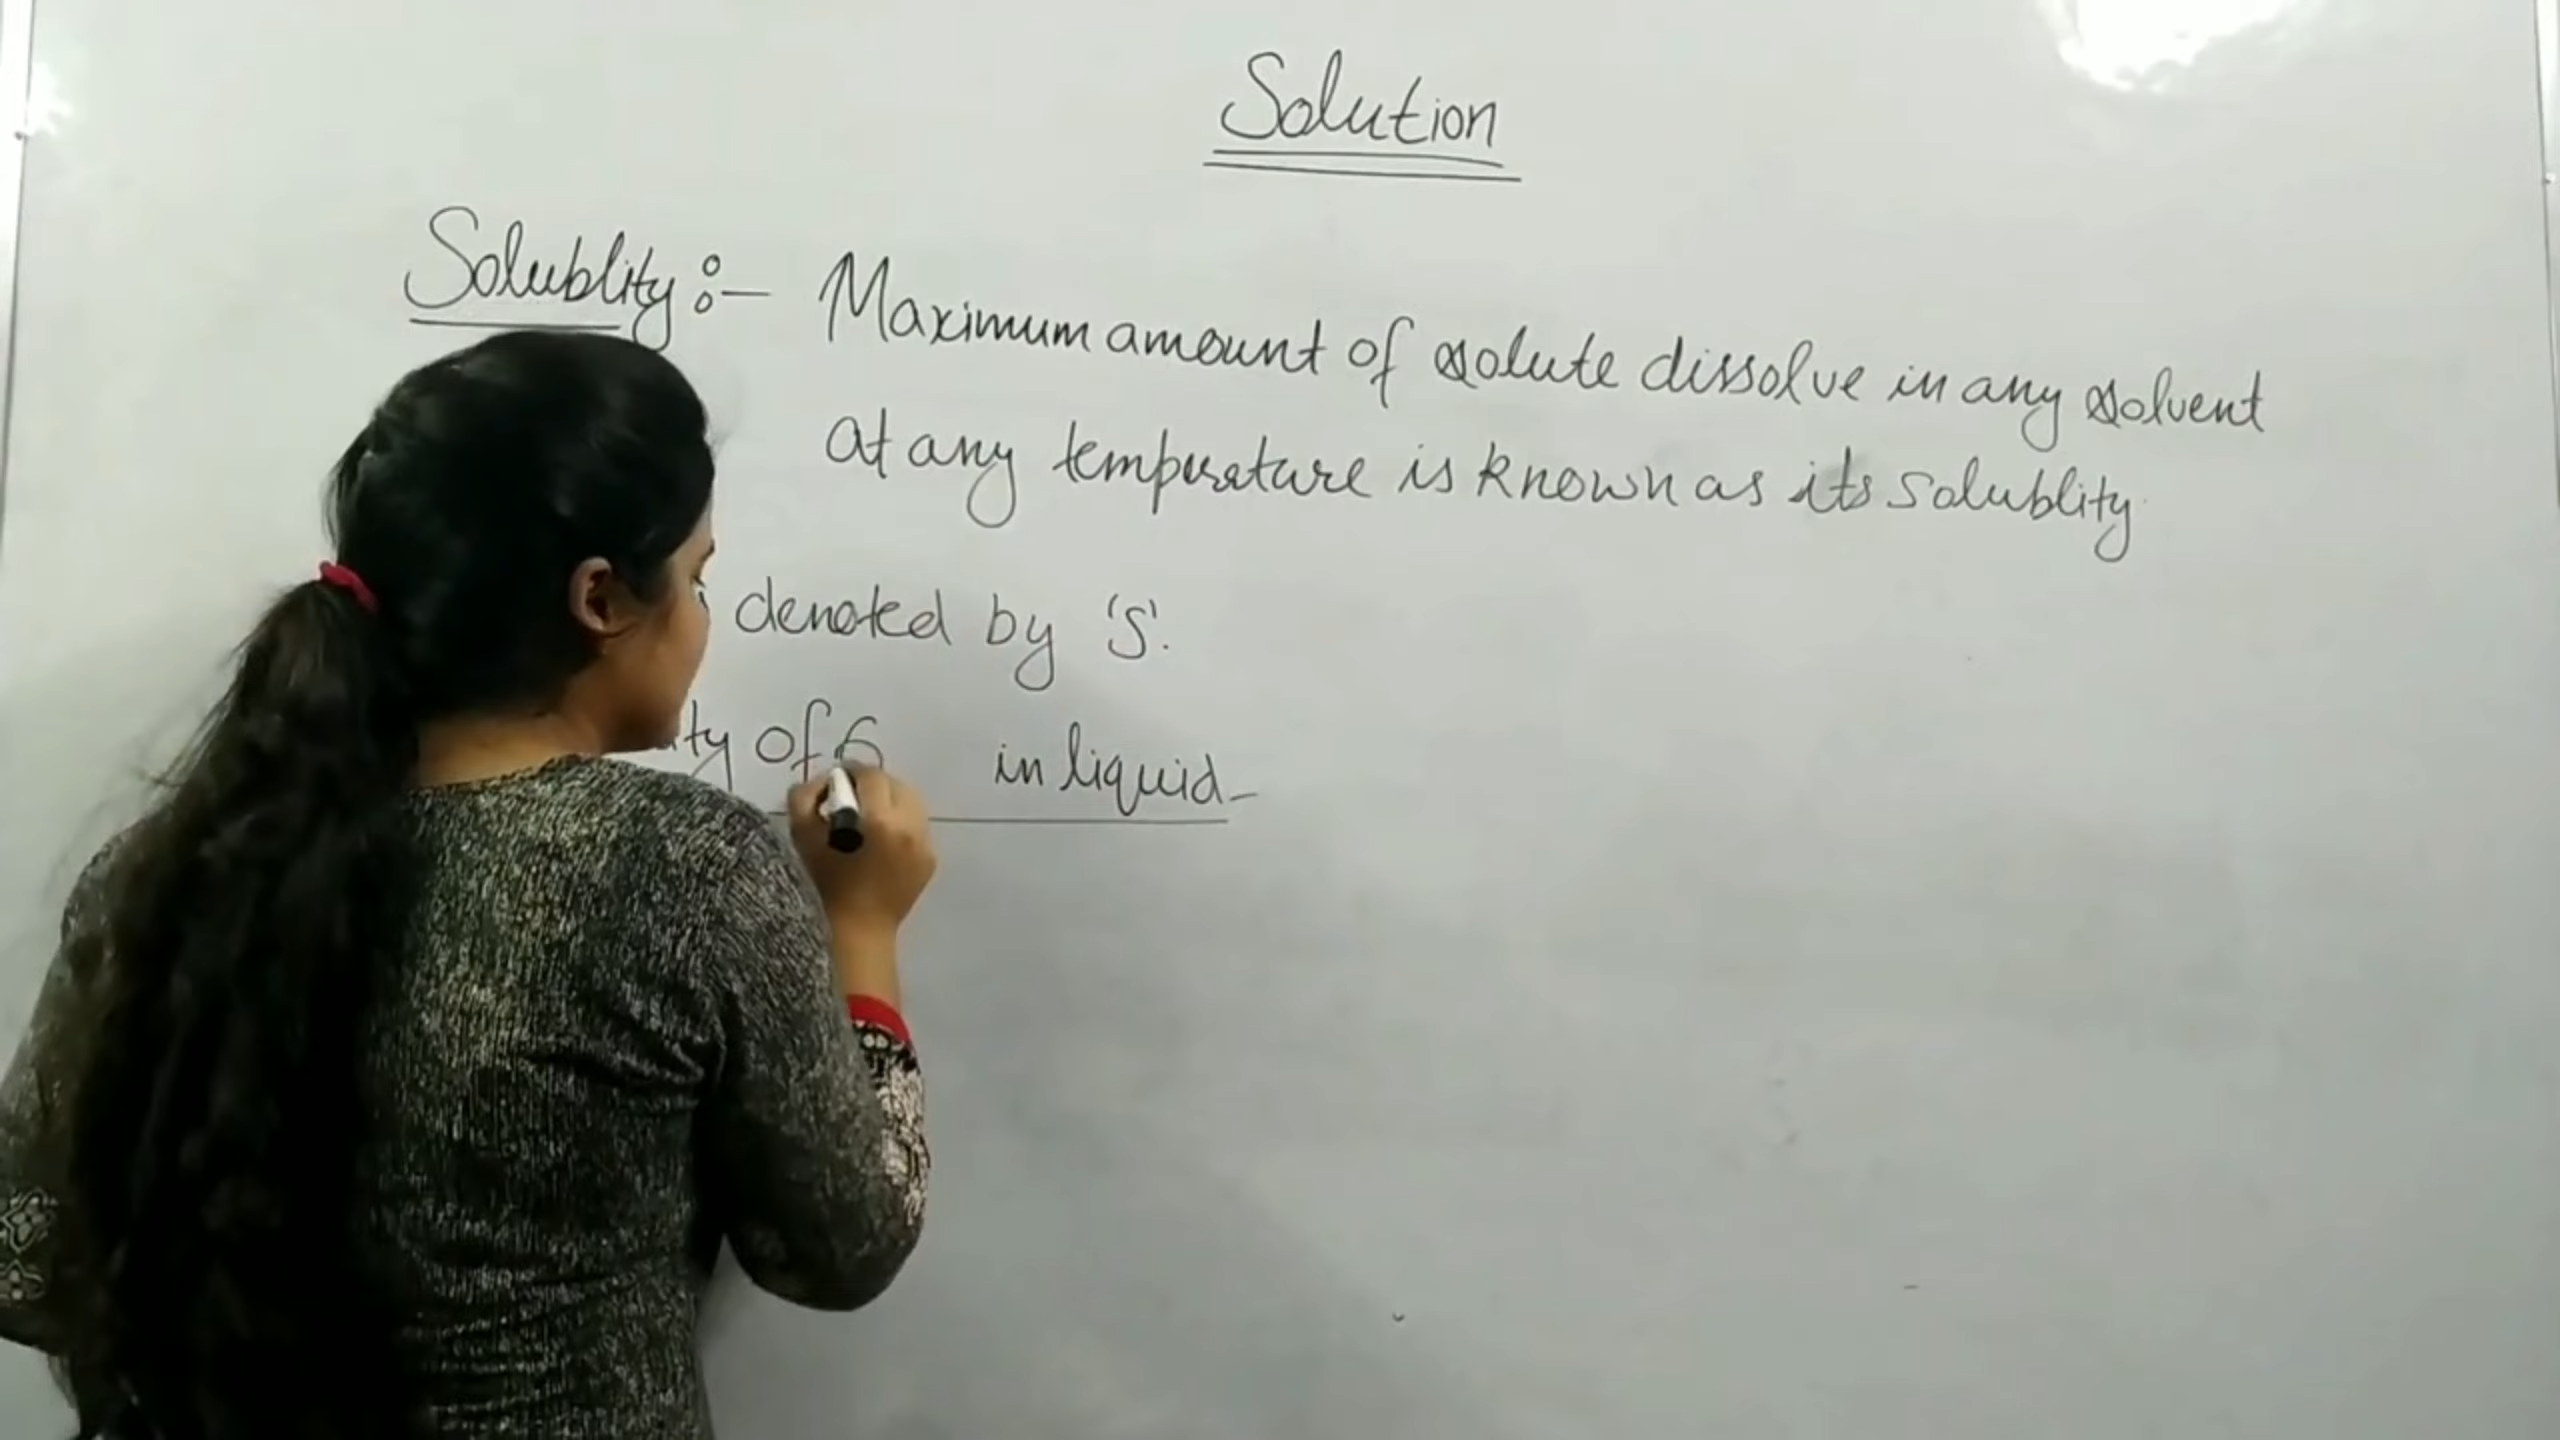 Solution
Solublity :- Maximum amount of solute dissolve in any solvent
at any temperature is known as its solublity
denoted by 'S'.
of in liquid-